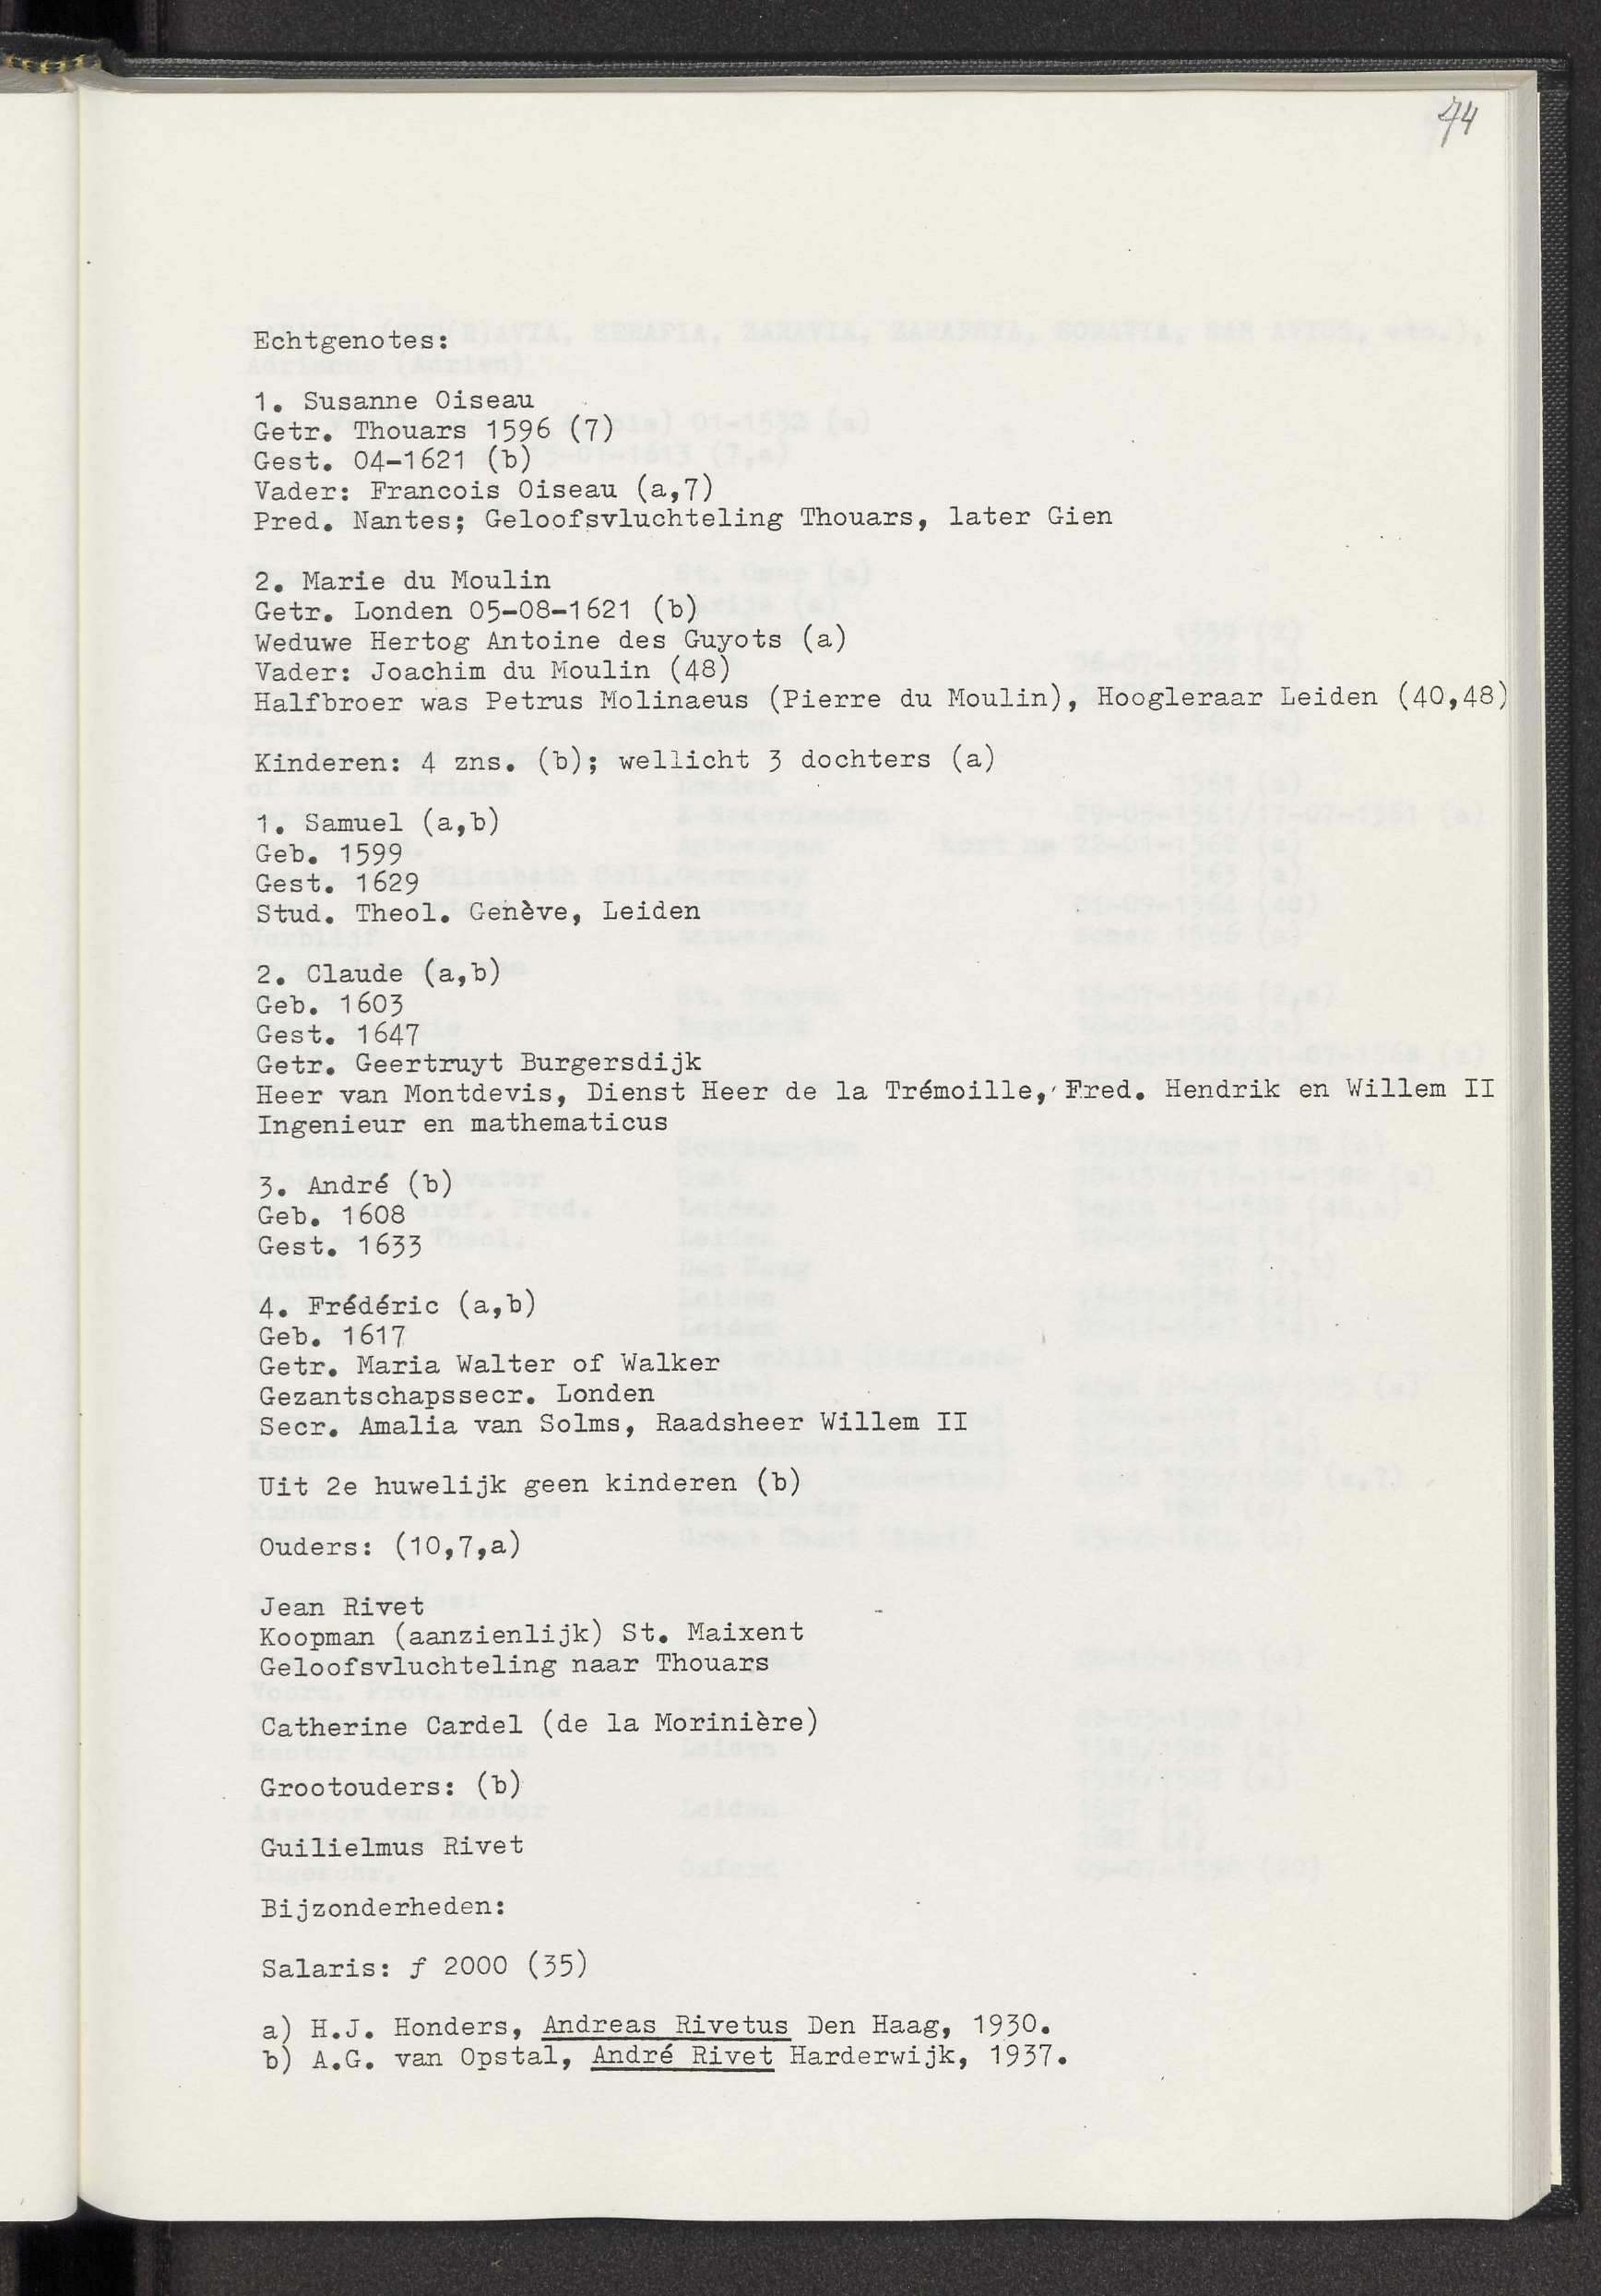 74
Echtgenotes:
1. Susanne Oiseau
Getr. Thouars 1596 (7)
Gest. 04-1621 (b)
Vader: Francois Oiseau (a,7)
Pred. Nantes; Geloofsvluchteling Thouars, later Gien
2. Marie du Moulin
Getr. Londen 05-08-1621 (b)
Weduwe Hertog Antoine des Guyots (a)
Vader: Joachim du Moulin (48)
Halfbroer was Petrus Molinaeus (Pierre du Moulin), Hoogleraar Leiden (40,48)
Kinderen: 4 zns. (b); wellicht 3 dochters (a)
1. Samuel (a,b)
Geb. 1599
Gest. 1629
Stud. Theol. Genève, Leiden
2. Claude (a,b)
Geb. 1603
Gest. 1647
Getr. Geertruyt Burgersdijk
Heer van Montdevis, Dienst Heer de la Trémoille, Fred. Hendrik en Willem II
Ingenieur en mathematicus
3. André (b)
Geb. 1608
Gest. 1633
4. Frédéric (a,b)
Geb. 1617
Getr. Maria Walter of Walker
Gezantschapssecr. Londen
Secr. Amalia van Solms, Raadsheer Willem II
Uit 2e huwelijk geen kinderen (b)
Ouders: (10,7,a)
Jean Rivet
Koopman (aanzienlijk) St. Maixent
Geloofsvluchteling naar Thouars
Catherine Cardel (de la Morinière)
Grootouders: (b)
Guilielmus Rivet
Bijzonderheden:
Salaris: ƒ 2000 (35)
a) H.J. Honders, Andreas Rivetus Den Haag, 1930.
b) A.G. van Opstal, André Rivet Harderwijk, 1937.